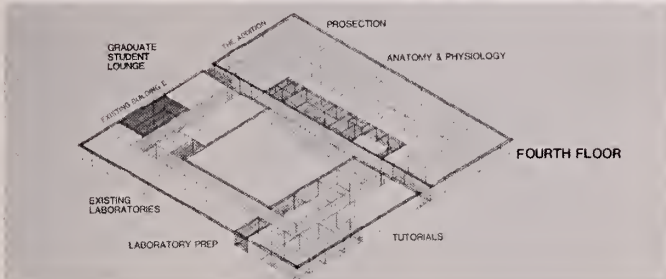 THE ADDITION
PROSECTION
GRADUATE
STUDENT
LOUNGE
ANATOMY & PHYSIOLOGY
EXISTING BUILDING E
FOURTH FLOOR
EXISTING
LABORATORIES
LABORATORY PREP
TUTORIALS